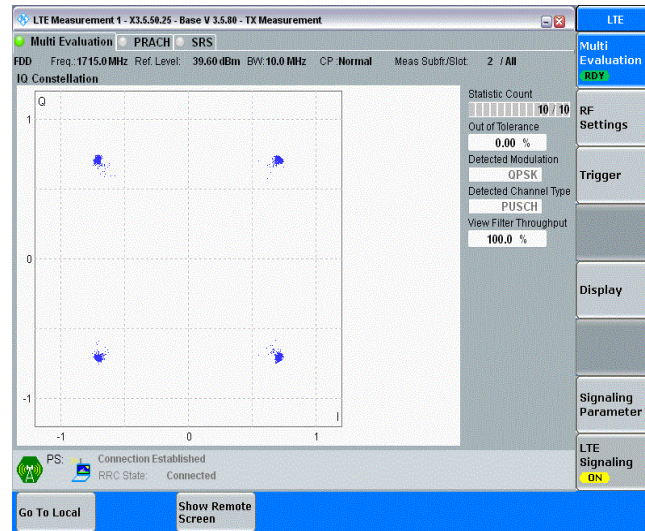 LTE Measurement 1 - X3.5.50.25 - Base V 3.5.80 - TX Measurement
LTE
Multi Evaluation PRACH SRS
FDD Freq.:1715.0 MHz Ref. Level: 39.60 dBm BW:10.0 MHz CP :Normal Meas Subfr/Slot: 2 / All
IQ Constellation
Q
1
0
-1
-1 0 1
I
Statistic Count
10 / 10
Out of Tolerance
0.00 %
Detected Modulation
QPSK
Detected Channel Type
PUSCH
View Filter Throughput
100.0 %
Multi
Evaluation
RDY
RF
Settings
Trigger
Display
Signaling
Parameter
LTE
Signaling
ON
PS: Connection Established
RRC State: Connected
Go To Local
Show Remote
Screen